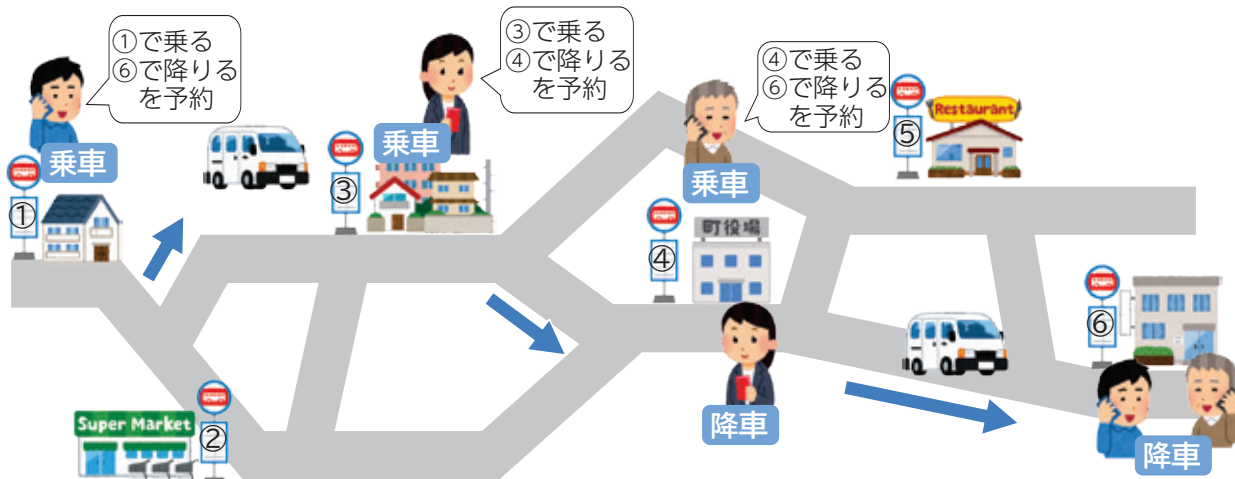 ①で乗る
⑥で降りる
を予約
乗車
①
③で乗る
④で降りる
を予約
乗車
③
④で乗る
⑥で降りる
を予約
乗車
⑤
Restaurant
町役場
④
降車
⑥
降車
Super Market
②